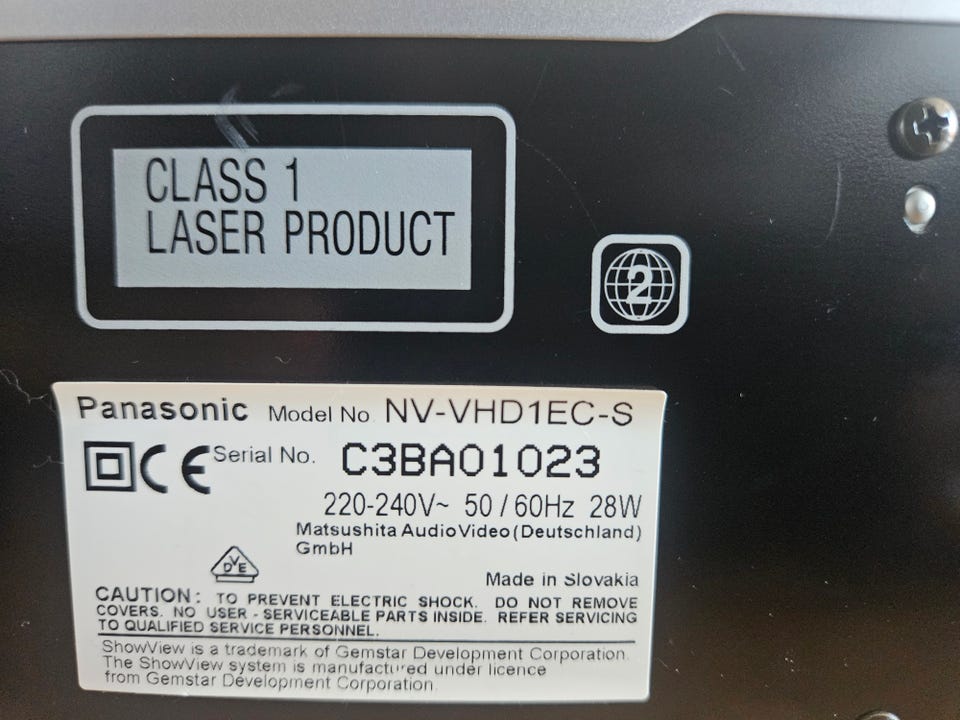 CLASS 1
LASER PRODUCT
2
Panasonic Model No. NV-VHD1EC-S
CE Serial No. C3BA01023
220-240V~ 50/60Hz 28W
Matsushita AudioVideo (Deutschland)
GmbH
DVE
Made in Slovakia
CAUTION: TO PREVENT ELECTRIC SHOCK. DO NOT REMOVE
COVERS. NO USER-SERVICEABLE PARTS INSIDE. REFER SERVICING
TO QUALIFIED SERVICE PERSONNEL.
ShowView is a trademark of Gemstar Development Corporation.
The ShowView system is manufactured under licence
from Gemstar Development Corporation.